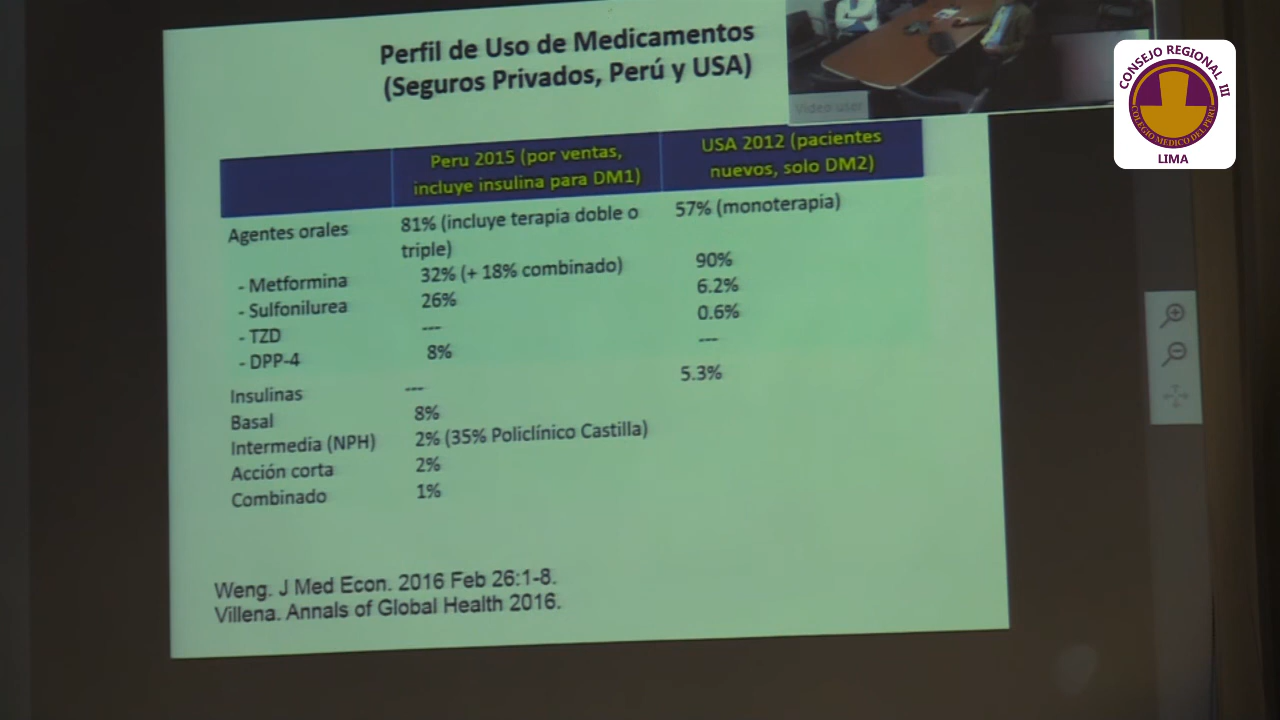 Perfil de Uso de Medicamentos
(Seguros Privados, Perú y USA)
Video user
CONSEJO REGIONAL III
COLEGIO MEDICO DEL PERU
LIMA
Peru 2015 (por ventas,
incluye insulina para DM1)
USA 2012 (pacientes
nuevos, solo DM2)
Agentes orales
81% (incluye terapia doble o
triple)
57% (monoterapia)
- Metformina 32% (+ 18% combinado) 90%
- Sulfonilurea 26% 6.2%
- TZD --- 0.6%
- DPP-4 8% ---
Insulinas --- 5.3%
Basal 8%
Intermedia (NPH) 2% (35% Policlínico Castilla)
Acción corta 2%
Combinado 1%
Weng. J Med Econ. 2016 Feb 26:1-8.
Villena. Annals of Global Health 2016.